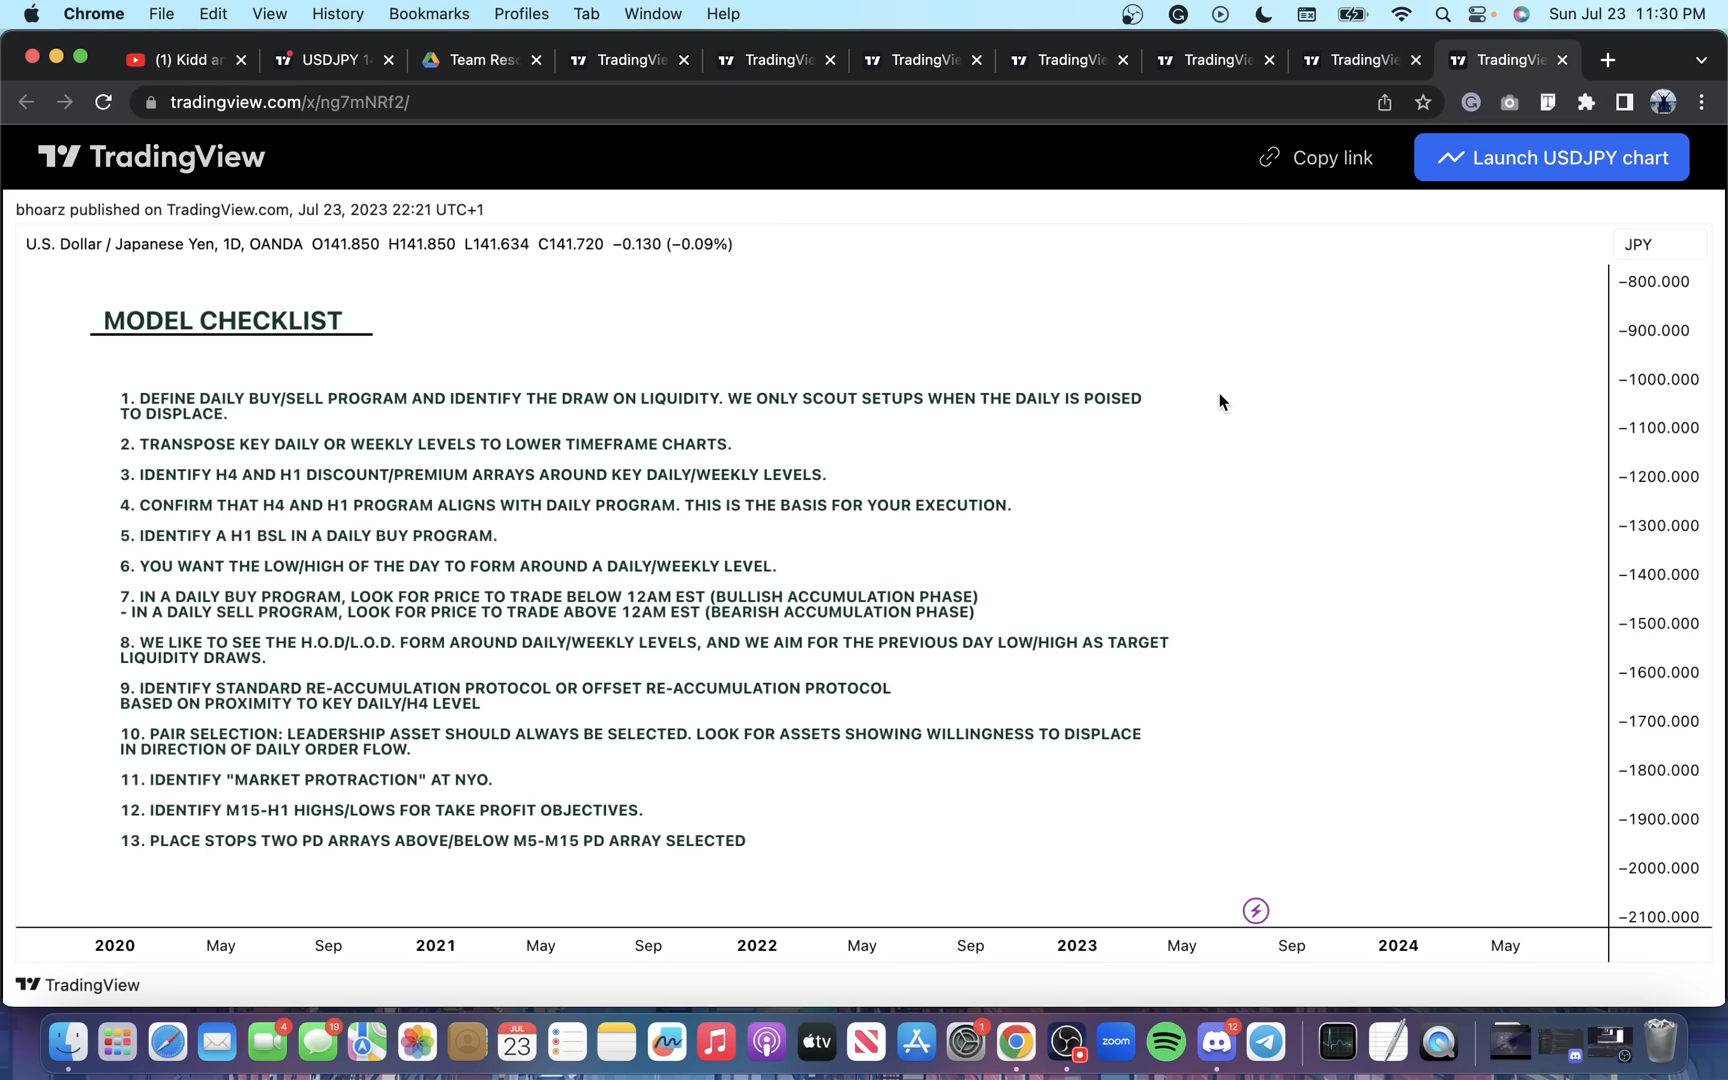 Chrome File Edit View History Bookmarks Profiles Tab Window Help Sun Jul 23 11:30 PM
(1) Kidd ar USDJPY 14 Team Reso TradingVie TradingVie TradingVie TradingVie TradingVie TradingVie TradingVie
tradingview.com/x/ng7mNRf2/
TradingView Copy link Launch USDJPY chart
bhoarz published on TradingView.com, Jul 23, 2023 22:21 UTC+1
U.S. Dollar / Japanese Yen, 1D, OANDA O141.850 H141.850 L141.634 C141.720 −0.130 (−0.09%)
JPY
−800.000
−900.000
−1000.000
−1100.000
−1200.000
−1300.000
−1400.000
−1500.000
−1600.000
−1700.000
−1800.000
−1900.000
−2000.000
−2100.000
MODEL CHECKLIST
1. DEFINE DAILY BUY/SELL PROGRAM AND IDENTIFY THE DRAW ON LIQUIDITY. WE ONLY SCOUT SETUPS WHEN THE DAILY IS POISED
TO DISPLACE.
2. TRANSPOSE KEY DAILY OR WEEKLY LEVELS TO LOWER TIMEFRAME CHARTS.
3. IDENTIFY H4 AND H1 DISCOUNT/PREMIUM ARRAYS AROUND KEY DAILY/WEEKLY LEVELS.
4. CONFIRM THAT H4 AND H1 PROGRAM ALIGNS WITH DAILY PROGRAM. THIS IS THE BASIS FOR YOUR EXECUTION.
5. IDENTIFY A H1 BSL IN A DAILY BUY PROGRAM.
6. YOU WANT THE LOW/HIGH OF THE DAY TO FORM AROUND A DAILY/WEEKLY LEVEL.
7. IN A DAILY BUY PROGRAM, LOOK FOR PRICE TO TRADE BELOW 12AM EST (BULLISH ACCUMULATION PHASE)
- IN A DAILY SELL PROGRAM, LOOK FOR PRICE TO TRADE ABOVE 12AM EST (BEARISH ACCUMULATION PHASE)
8. WE LIKE TO SEE THE H.O.D/L.O.D. FORM AROUND DAILY/WEEKLY LEVELS, AND WE AIM FOR THE PREVIOUS DAY LOW/HIGH AS TARGET
LIQUIDITY DRAWS.
9. IDENTIFY STANDARD RE-ACCUMULATION PROTOCOL OR OFFSET RE-ACCUMULATION PROTOCOL
BASED ON PROXIMITY TO KEY DAILY/H4 LEVEL
10. PAIR SELECTION: LEADERSHIP ASSET SHOULD ALWAYS BE SELECTED. LOOK FOR ASSETS SHOWING WILLINGNESS TO DISPLACE
IN DIRECTION OF DAILY ORDER FLOW.
11. IDENTIFY "MARKET PROTRACTION" AT NYO.
12. IDENTIFY M15-H1 HIGHS/LOWS FOR TAKE PROFIT OBJECTIVES.
13. PLACE STOPS TWO PD ARRAYS ABOVE/BELOW M5-M15 PD ARRAY SELECTED
2020 May Sep 2021 May Sep 2022 May Sep 2023 May Sep 2024 May
TradingView
4 19 JUL 23 tv 1 zoom 12